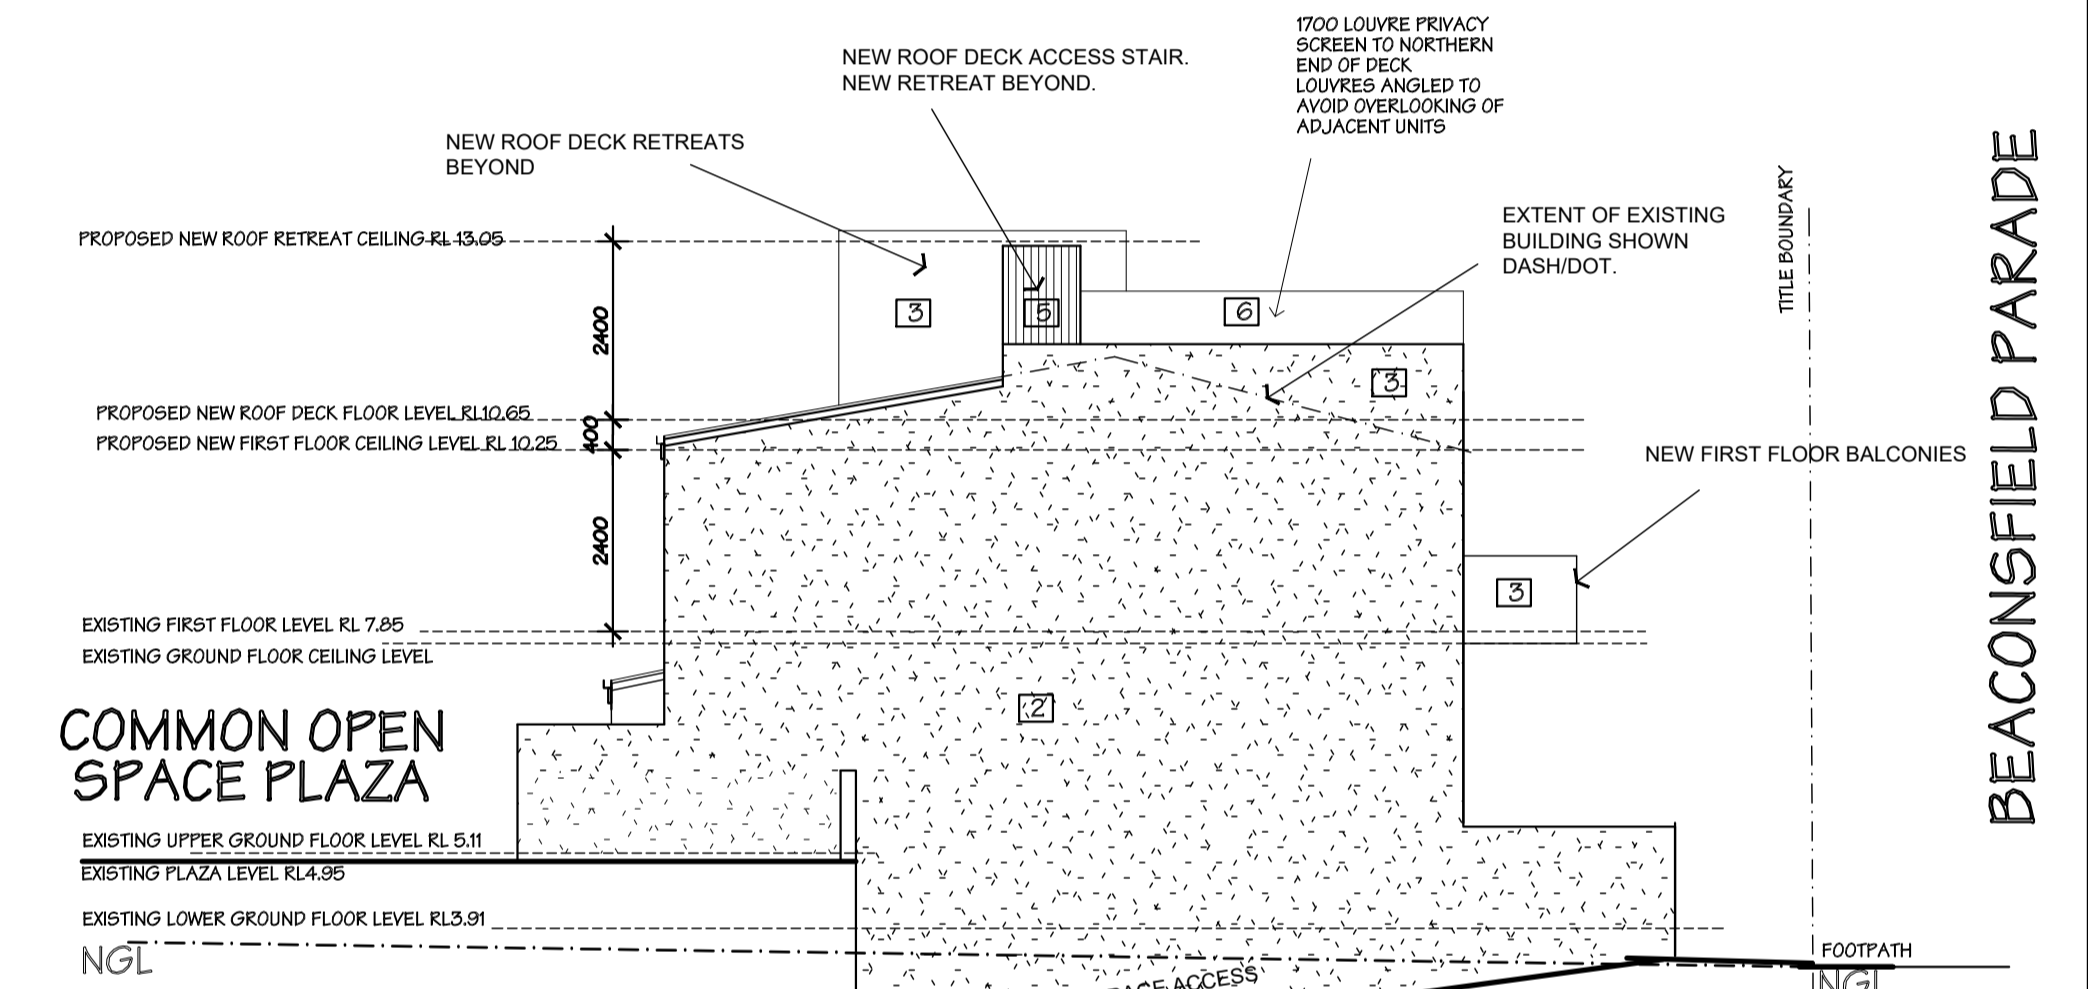 1700 LOUVRE PRIVACY
SCREEN TO NORTHERN
END OF DECK
LOUVRES ANGLED TO
AVOID OVERLOOKING OF
ADJACENT UNITS
NEW ROOF DECK ACCESS STAIR.
NEW RETREAT BEYOND.
NEW ROOF DECK RETREATS
BEYOND
EXTENT OF EXISTING
BUILDING SHOWN
DASH/DOT.
TITLE BOUNDARY
BEACONSFIELD PARADE
PROPOSED NEW ROOF RETREAT CEILING RL 13.05
2400
3
5
6
3
PROPOSED NEW ROOF DECK FLOOR LEVEL RL10.65
400
PROPOSED NEW FIRST FLOOR CEILING LEVEL RL 10.25
NEW FIRST FLOOR BALCONIES
2400
3
EXISTING FIRST FLOOR LEVEL RL 7.85
EXISTING GROUND FLOOR CEILING LEVEL
2
COMMON OPEN
SPACE PLAZA
EXISTING UPPER GROUND FLOOR LEVEL RL 5.11
EXISTING PLAZA LEVEL RL4.95
EXISTING LOWER GROUND FLOOR LEVEL RL3.91
NGL
FOOTPATH
ACCESS
NGL